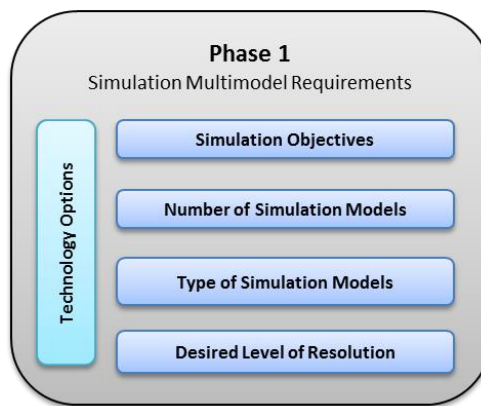 Phase 1
Simulation Multimodel Requirements
Technology Options
Simulation Objectives
Number of Simulation Models
Type of Simulation Models
Desired Level of Resolution